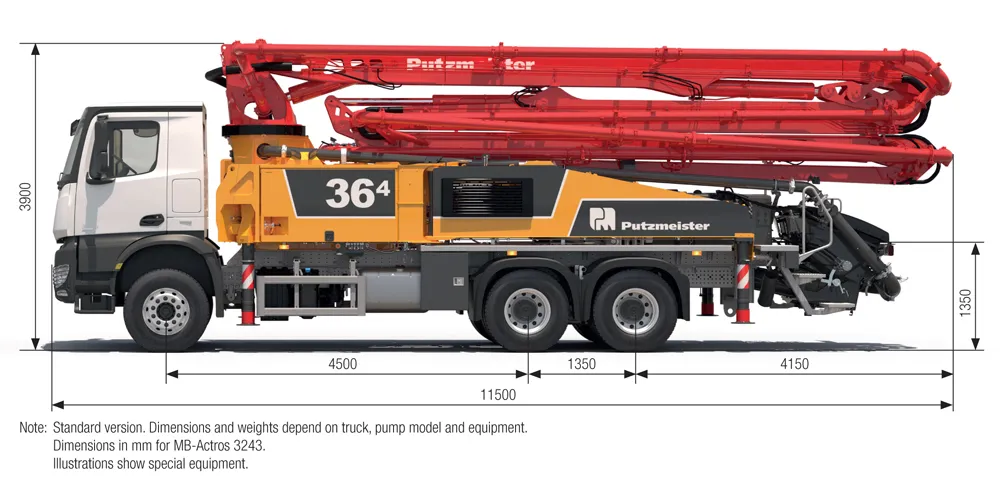 Putzmeister
3900
36⁴
Putzmeister
1350
4500
1350
4150
11500
Note: Standard version. Dimensions and weights depend on truck, pump model and equipment.
Dimensions in mm for MB-Actros 3243.
Illustrations show special equipment.